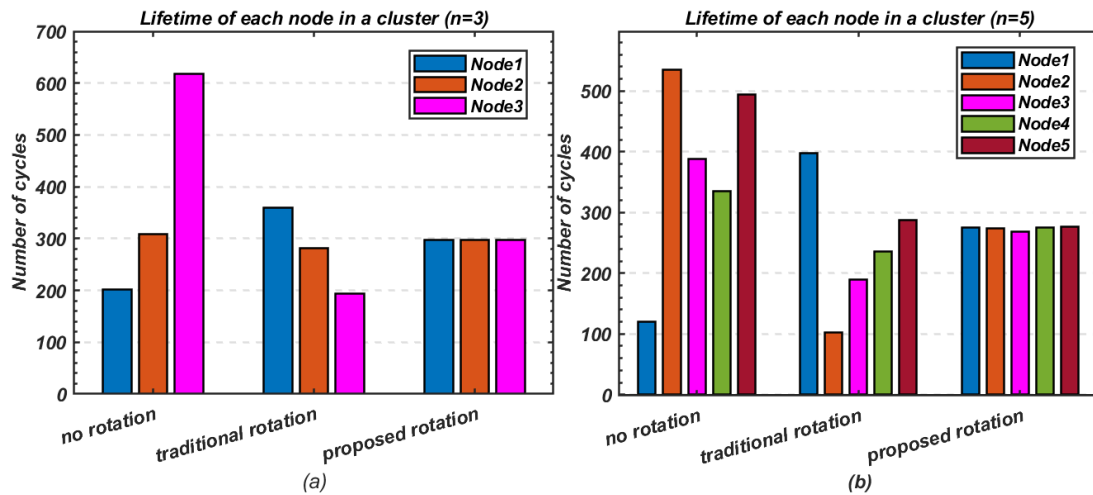 Lifetime of each node in a cluster (n=3)
700
600
500
400
300
200
100
0
Number of cycles
Node1
Node2
Node3
no rotation
traditional rotation
proposed rotation
(a)
Lifetime of each node in a cluster (n=5)
500
400
300
200
100
0
Number of cycles
Node1
Node2
Node3
Node4
Node5
no rotation
traditional rotation
proposed rotation
(b)